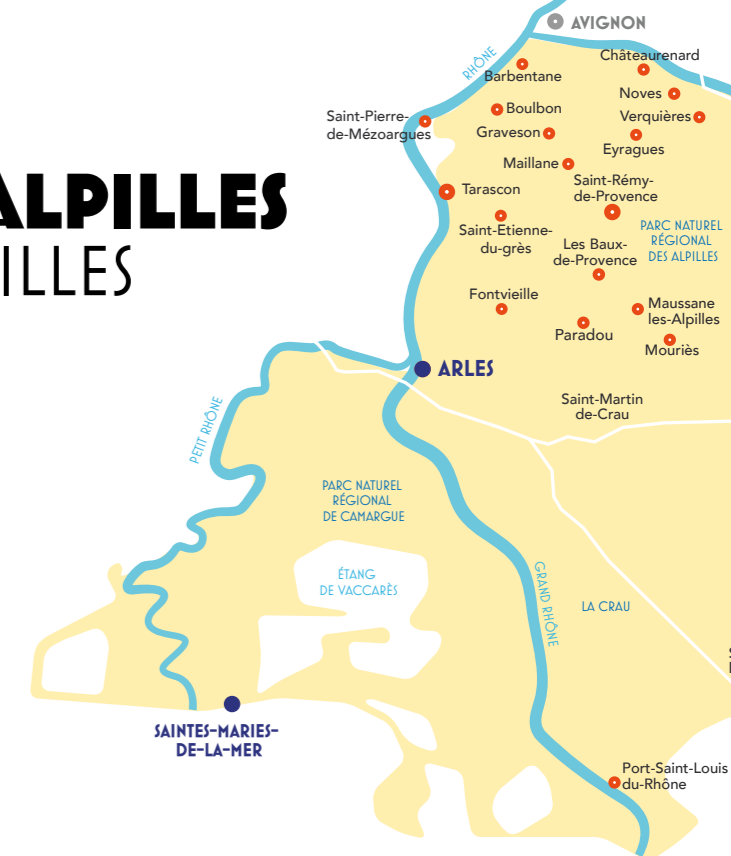 AVIGNON
RHÔNE
Châteaurenard
Barbentane
Noves
Boulbon
Verquières
Saint-Pierre-
de-Mézoargues
Graveson
Eyragues
Maillane
Saint-Rémy-
de-Provence
Tarascon
ALPILLES
ILLES
PARC NATUREL
RÉGIONAL
DES ALPILLES
Saint-Etienne-
du-grès
Les Baux-
de-Provence
Fontvieille
Maussane
les-Alpilles
Paradou
Mouriès
ARLES
Saint-Martin
de-Crau
PETIT RHÔNE
PARC NATUREL
RÉGIONAL
DE CAMARGUE
ÉTANG
DE VACCARÈS
GRAND RHÔNE
LA CRAU
SAINTES-MARIES-
DE-LA-MER
Port-Saint-Louis
du-Rhône